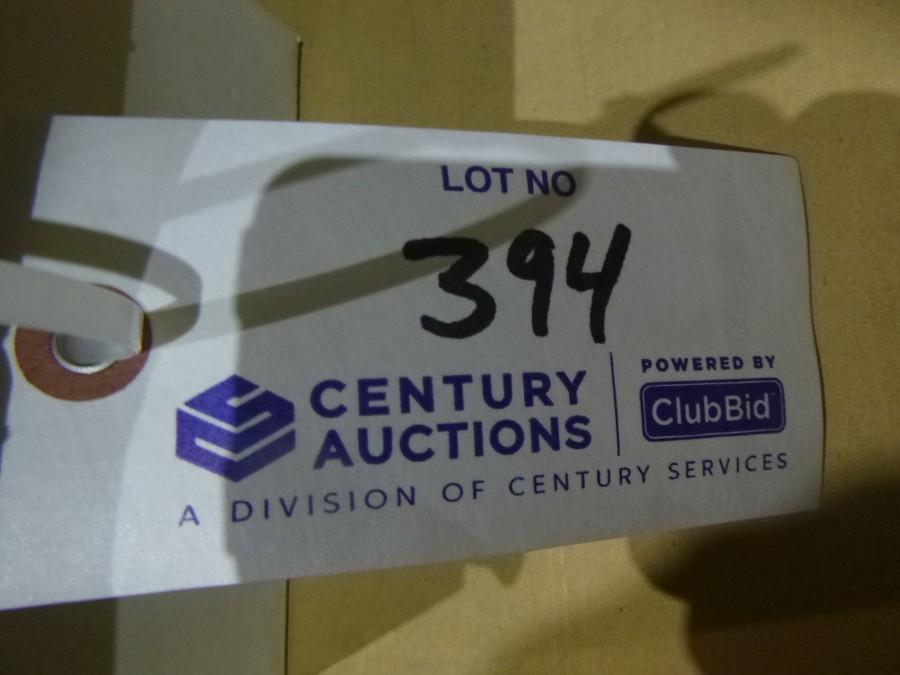 LOT NO
394
CENTURY
AUCTIONS
POWERED BY
ClubBid
A DIVISION OF CENTURY SERVICES